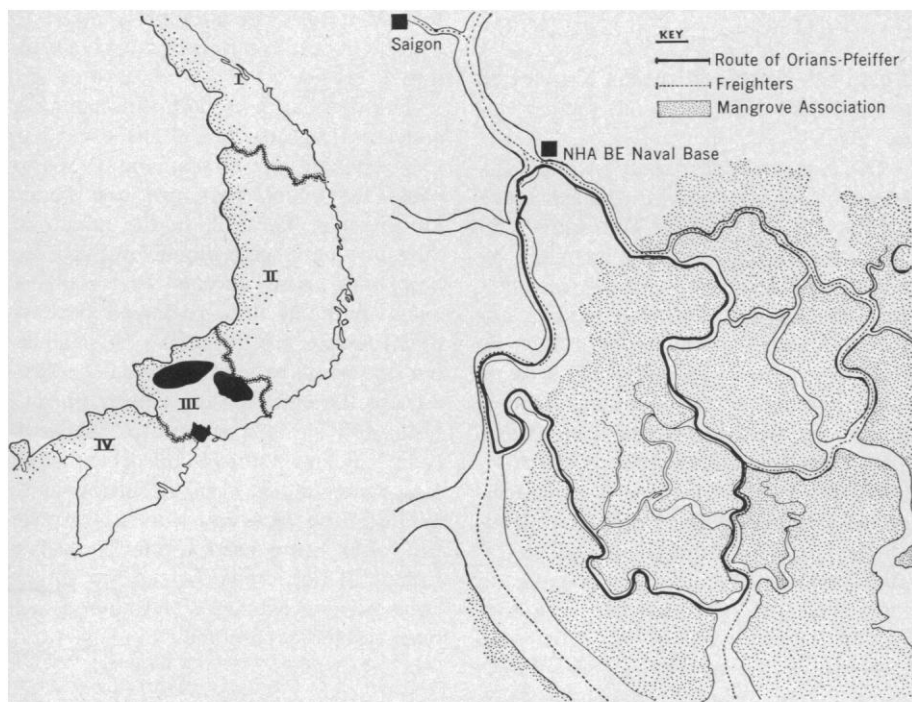 I
II
III
IV
Saigon
NHA BE Naval Base
KEY
Route of Orians-Pfeiffer
Freighters
Mangrove Association